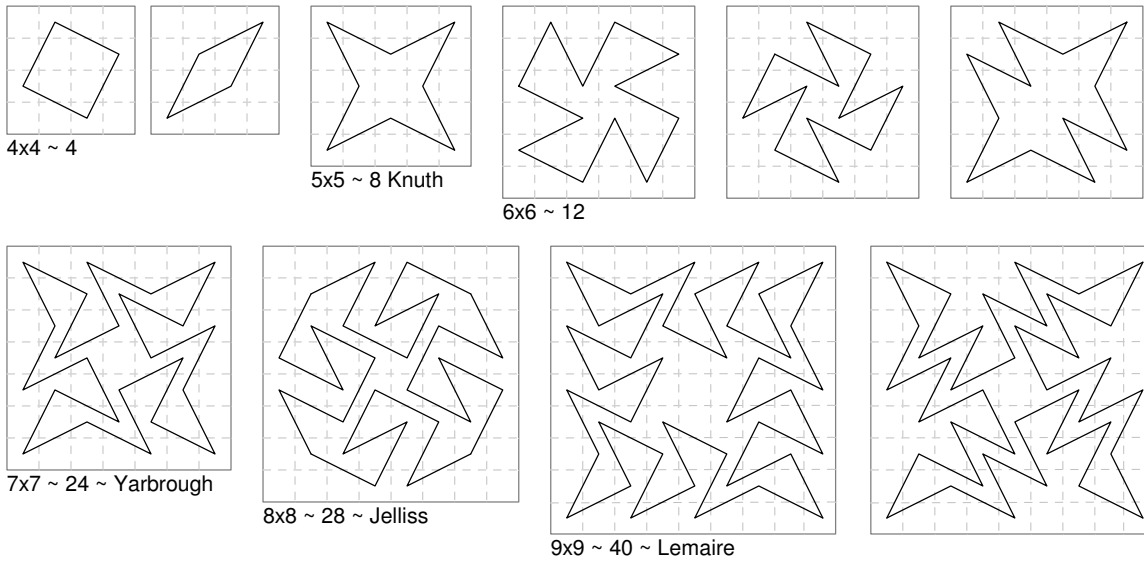 4x4 ~ 4
5x5 ~ 8 Knuth
6x6 ~ 12
7x7 ~ 24 ~ Yarbrough
8x8 ~ 28 ~ Jelliss
9x9 ~ 40 ~ Lemaire